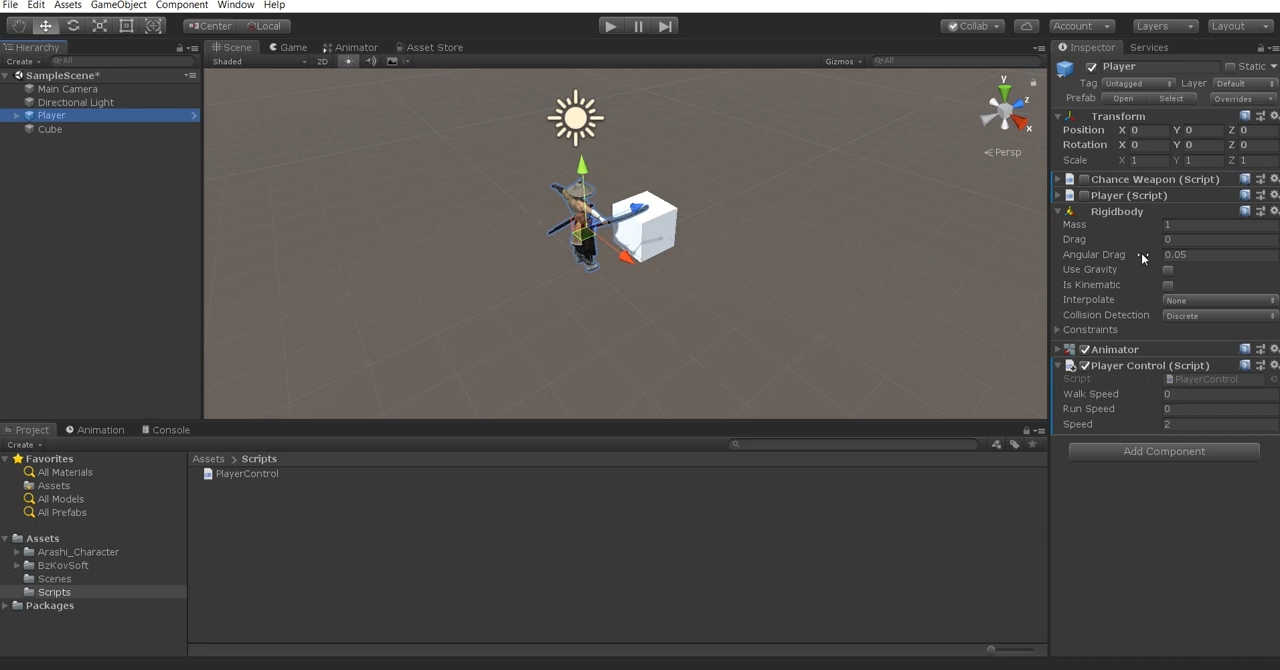 File Edit Assets GameObject Component Window Help
Center Local Collab Account Layers Layout
Hierarchy
Create All
SampleScene*
Main Camera
Directional Light
Player
Cube
Scene Game Animator Asset Store
Shaded 2D Gizmos All
y
z
x
Persp
Inspector Services
Player Static
Tag Untagged Layer Default
Prefab Open Select Overrides
Transform
Position X 0 Y 0 Z 0
Rotation X 0 Y 0 Z 0
Scale X 1 Y 1 Z 1
Chance Weapon (Script)
Player (Script)
Rigidbody
Mass 1
Drag 0
Angular Drag 0.05
Use Gravity
Is Kinematic
Interpolate None
Collision Detection Discrete
Constraints
Animator
Player Control (Script)
Script PlayerControl
Walk Speed 0
Run Speed 0
Speed 2
Add Component
Project Animation Console
Create
Favorites
All Materials
Assets
All Models
All Prefabs
Assets
Arashi_Character
BzKovSoft
Scenes
Scripts
Packages
Assets Scripts
PlayerControl